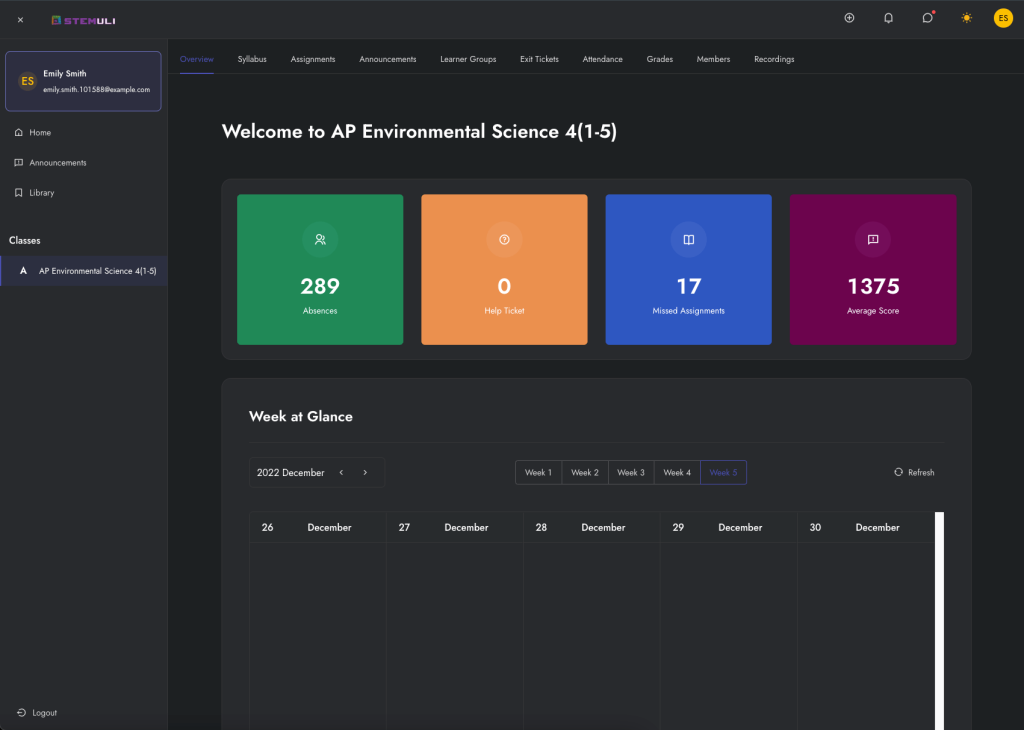 STEMULI
ES
ES
Emily Smith
emily.smith.101588@example.com
Home
Announcements
Library
Classes
A AP Environmental Science 4(1-5)
Logout
Overview Syllabus Assignments Announcements Learner Groups Exit Tickets Attendance Grades Members Recordings
Welcome to AP Environmental Science 4(1-5)
289
Absences
0
Help Ticket
17
Missed Assignments
1375
Average Score
Week at Glance
2022 December
Week 1 Week 2 Week 3 Week 4 Week 5
Refresh
26 December 27 December 28 December 29 December 30 December